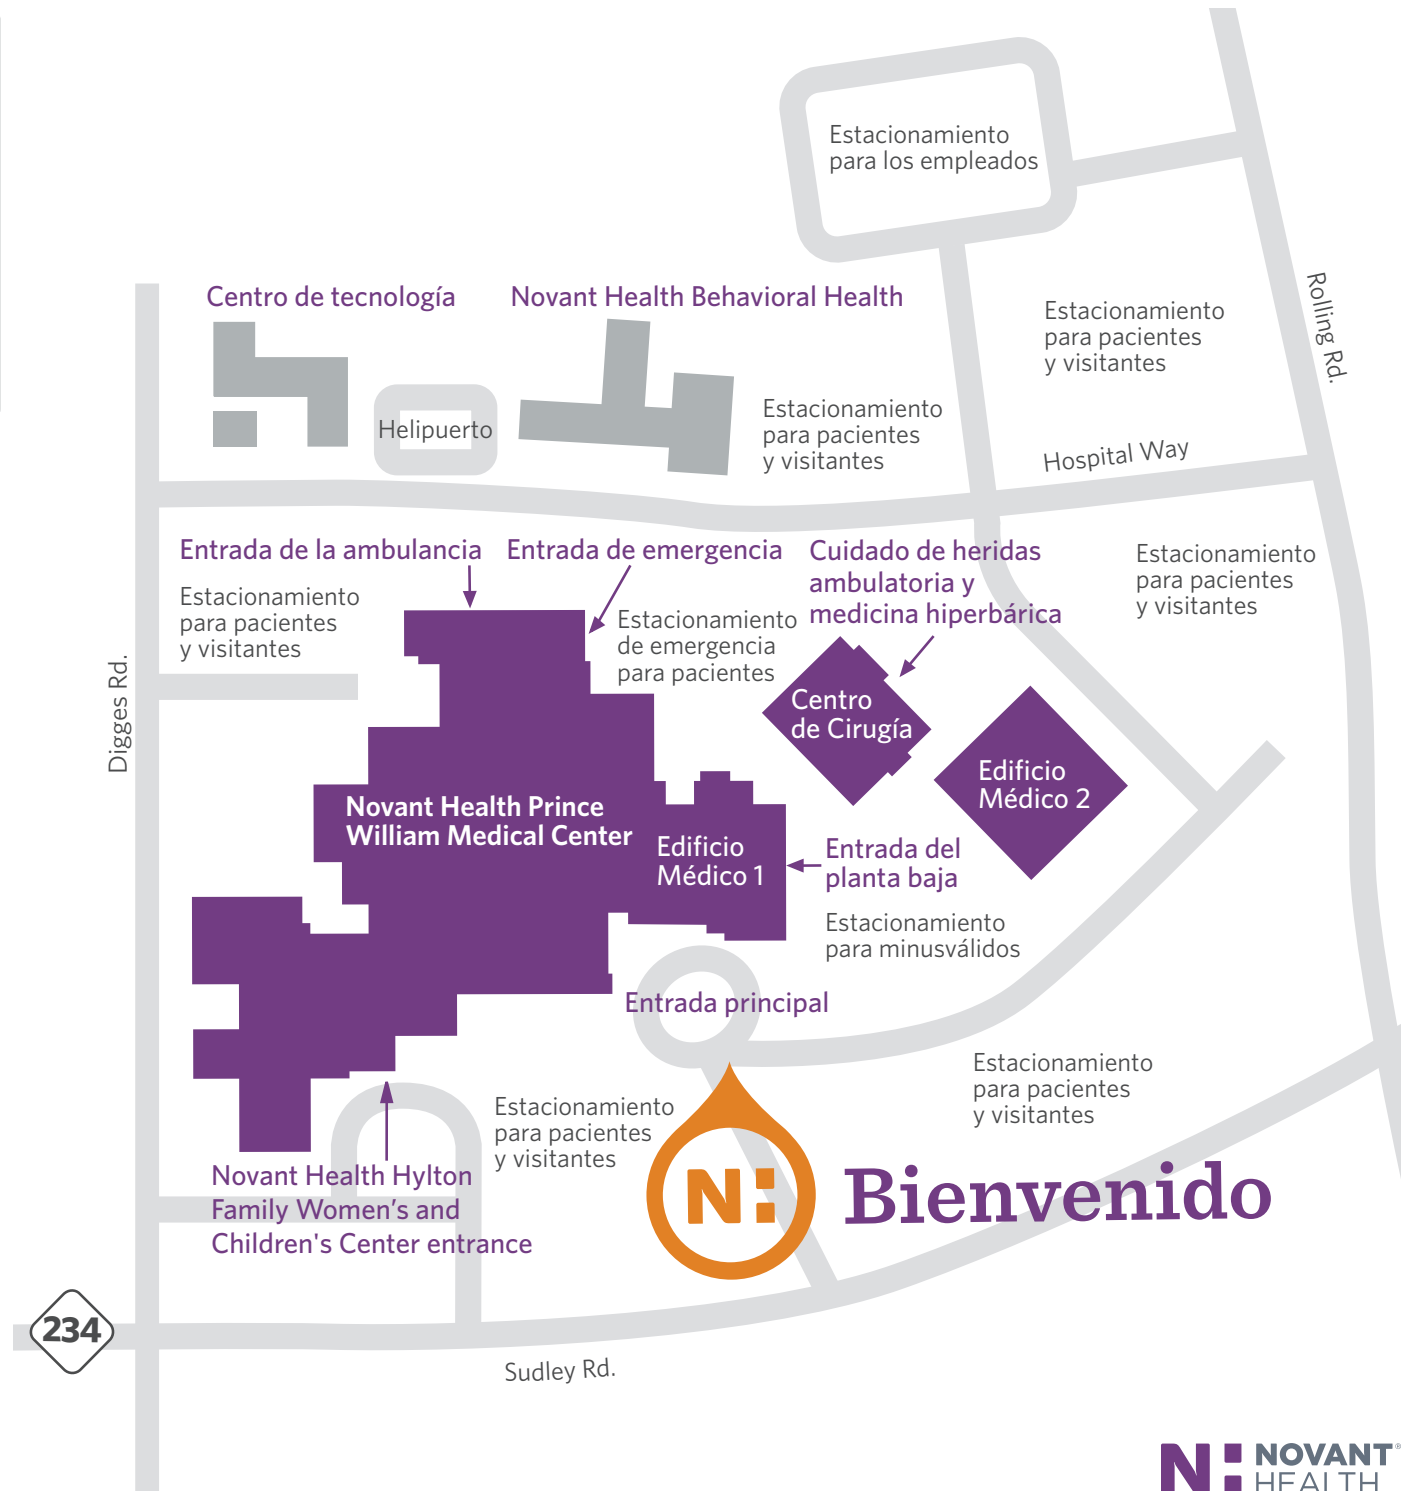 Estacionamiento
para los empleados
Centro de tecnología
Novant Health Behavioral Health
Rolling Rd.
Estacionamiento
para pacientes
y visitantes
Helipuerto
Estacionamiento
para pacientes
y visitantes
Hospital Way
Entrada de la ambulancia
Entrada de emergencia
Cuidado de heridas
ambulatoria y
medicina hiperbárica
Estacionamiento
para pacientes
y visitantes
Estacionamiento
para pacientes
y visitantes
Estacionamiento
de emergencia
para pacientes
Digges Rd.
Centro
de Cirugía
Edificio
Médico 2
Novant Health Prince
William Medical Center
Edificio
Médico 1
Entrada del
planta baja
Estacionamiento
para minusválidos
Entrada principal
Estacionamiento
para pacientes
y visitantes
Estacionamiento
para pacientes
y visitantes
Novant Health Hylton
Family Women's and
Children's Center entrance
N
Bienvenido
234
Sudley Rd.
N NOVANT®
HEALTH